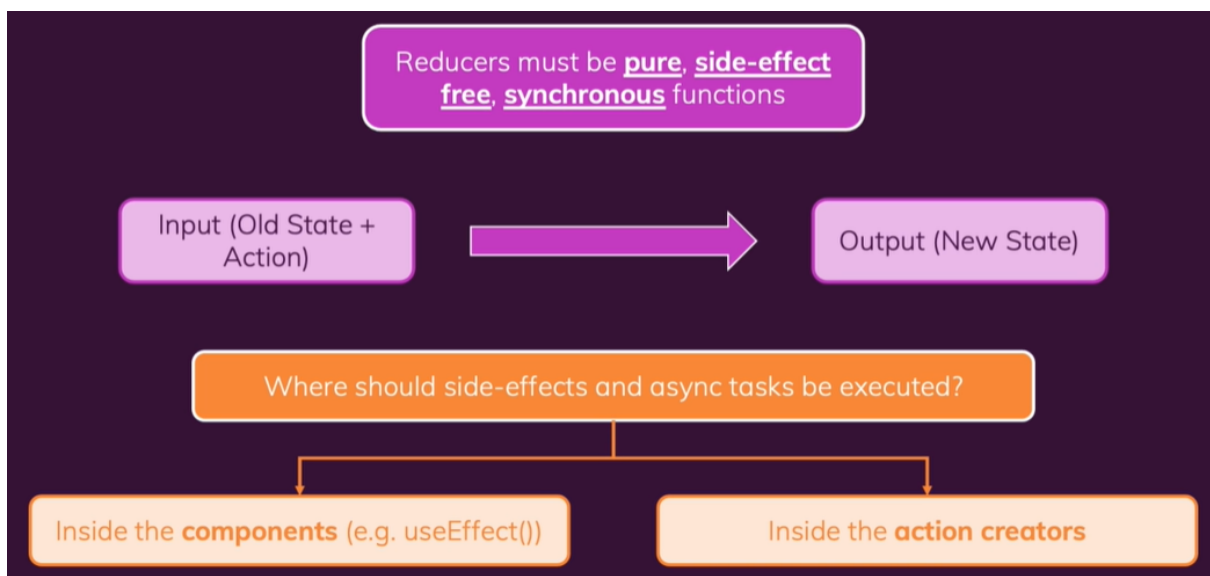 Reducers must be pure, side-effect
free, synchronous functions
Input (Old State +
Action)
Output (New State)
Where should side-effects and async tasks be executed?
Inside the components (e.g. useEffect())
Inside the action creators